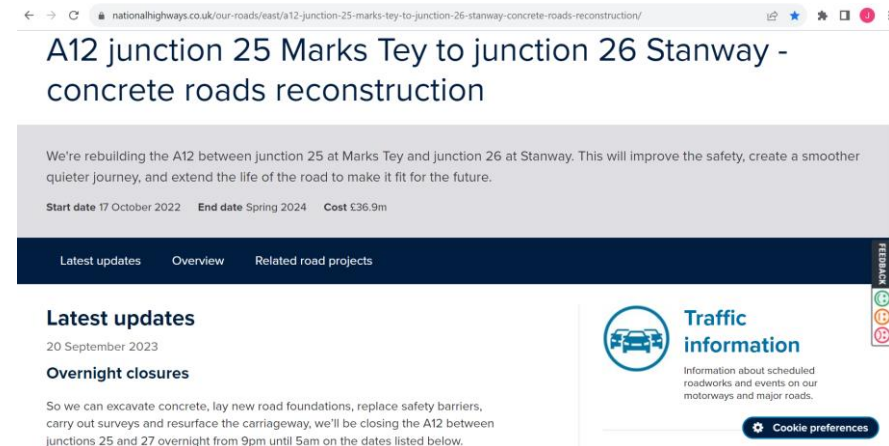 nationalhighways.co.uk/our-roads/east/a12-junction-25-marks-tey-to-junction-26-stanway-concrete-roads-reconstruction/
J
A12 junction 25 Marks Tey to junction 26 Stanway -
concrete roads reconstruction
We're rebuilding the A12 between junction 25 at Marks Tey and junction 26 at Stanway. This will improve the safety, create a smoother
quieter journey, and extend the life of the road to make it fit for the future.
Start date 17 October 2022 End date Spring 2024 Cost £36.9m
Latest updates Overview Related road projects
FEEDBACK
Latest updates
20 September 2023
Overnight closures
So we can excavate concrete, lay new road foundations, replace safety barriers,
carry out surveys and resurface the carriageway, we'll be closing the A12 between
junctions 25 and 27 overnight from 9pm until 5am on the dates listed below.
Traffic
information
Information about scheduled
roadworks and events on our
motorways and major roads.
Cookie preferences